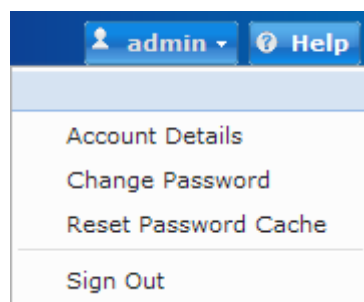 admin Help
Account Details
Change Password
Reset Password Cache
Sign Out